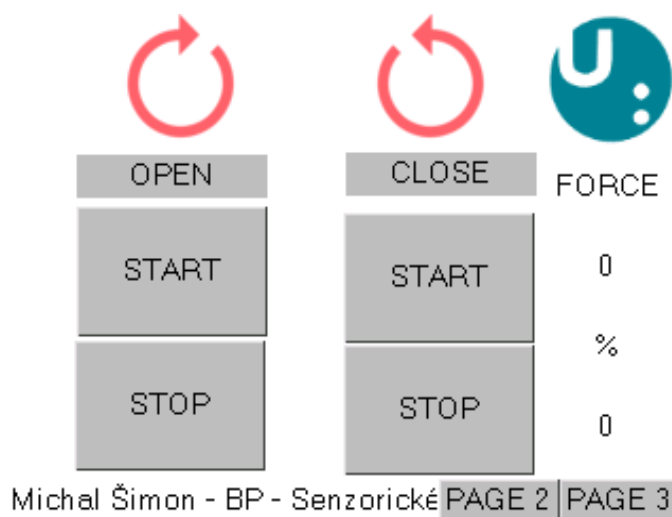 U:
OPEN CLOSE FORCE
START START 0
%
STOP STOP 0
Michal Šimon - BP - Senzorické PAGE 2 PAGE 3